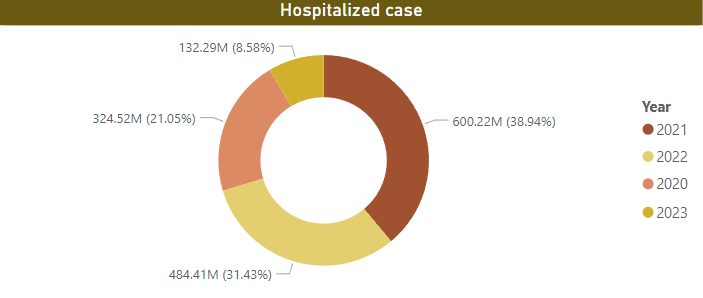 Hospitalized case
132.29M (8.58%)
324.52M (21.05%)
600.22M (38.94%)
484.41M (31.43%)
Year
2021
2022
2020
2023